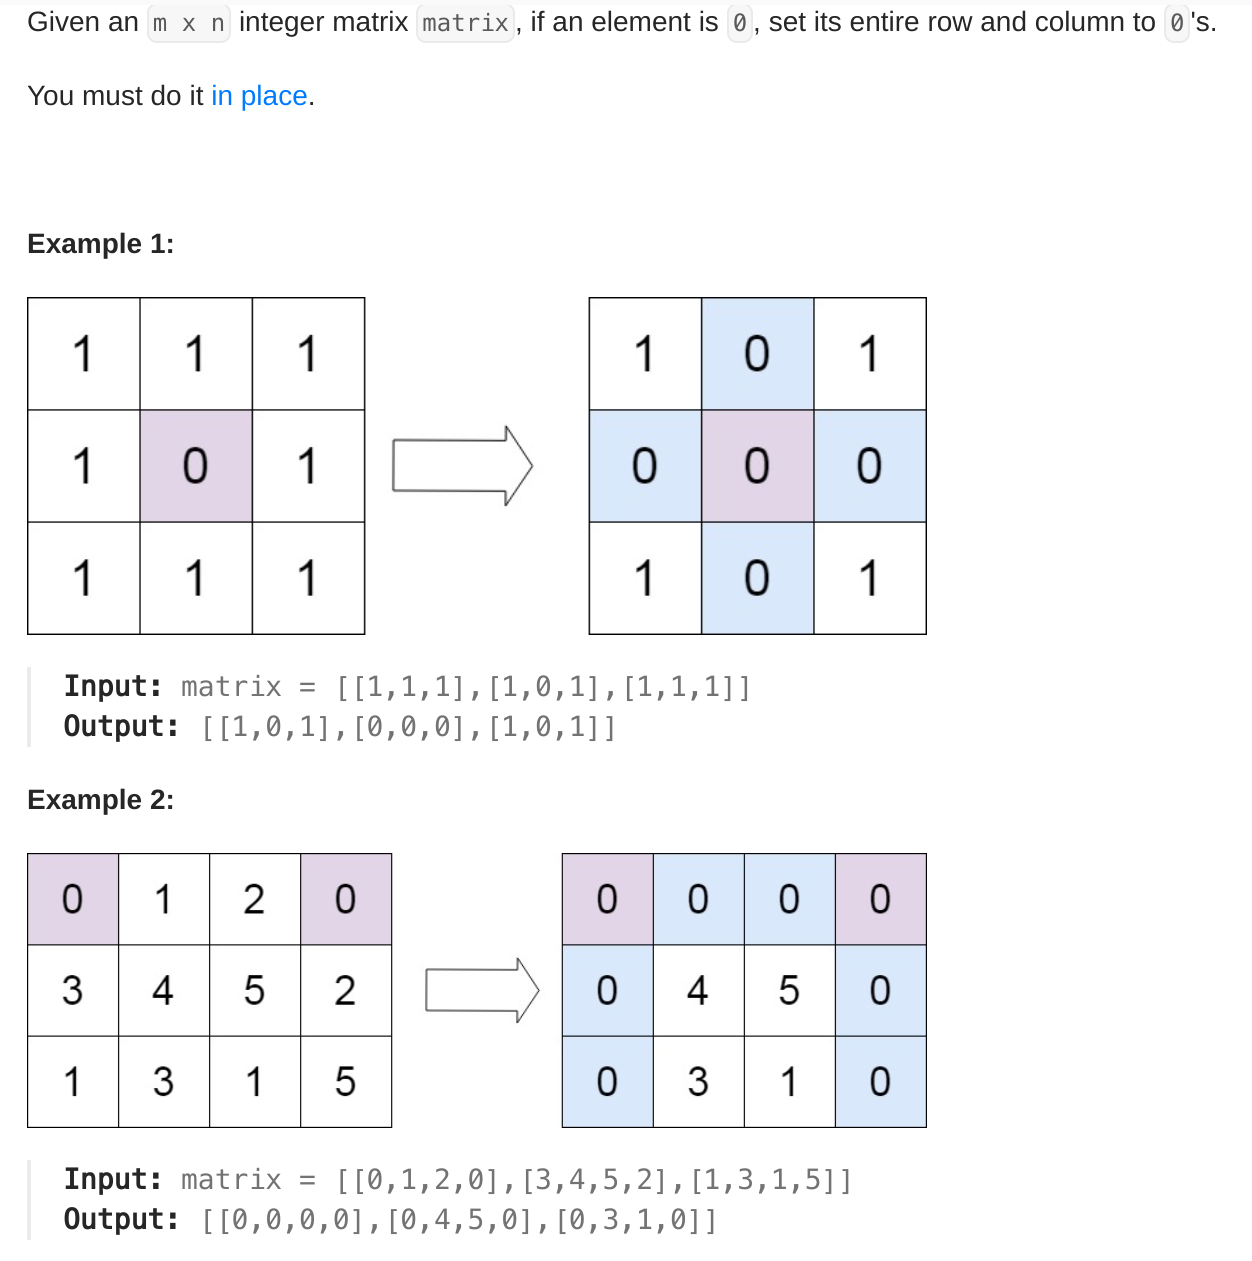 Given an m x n integer matrix matrix, if an element is 0, set its entire row and column to 0's.
You must do it in place.
Example 1:
1 1 1 1 0 1
1 0 1 0 0 0
1 1 1 1 0 1
Input: matrix = [[1,1,1],[1,0,1],[1,1,1]]
Output: [[1,0,1],[0,0,0],[1,0,1]]
Example 2:
0 1 2 0 0 0 0 0
3 4 5 2 0 4 5 0
1 3 1 5 0 3 1 0
Input: matrix = [[0,1,2,0],[3,4,5,2],[1,3,1,5]]
Output: [[0,0,0,0],[0,4,5,0],[0,3,1,0]]